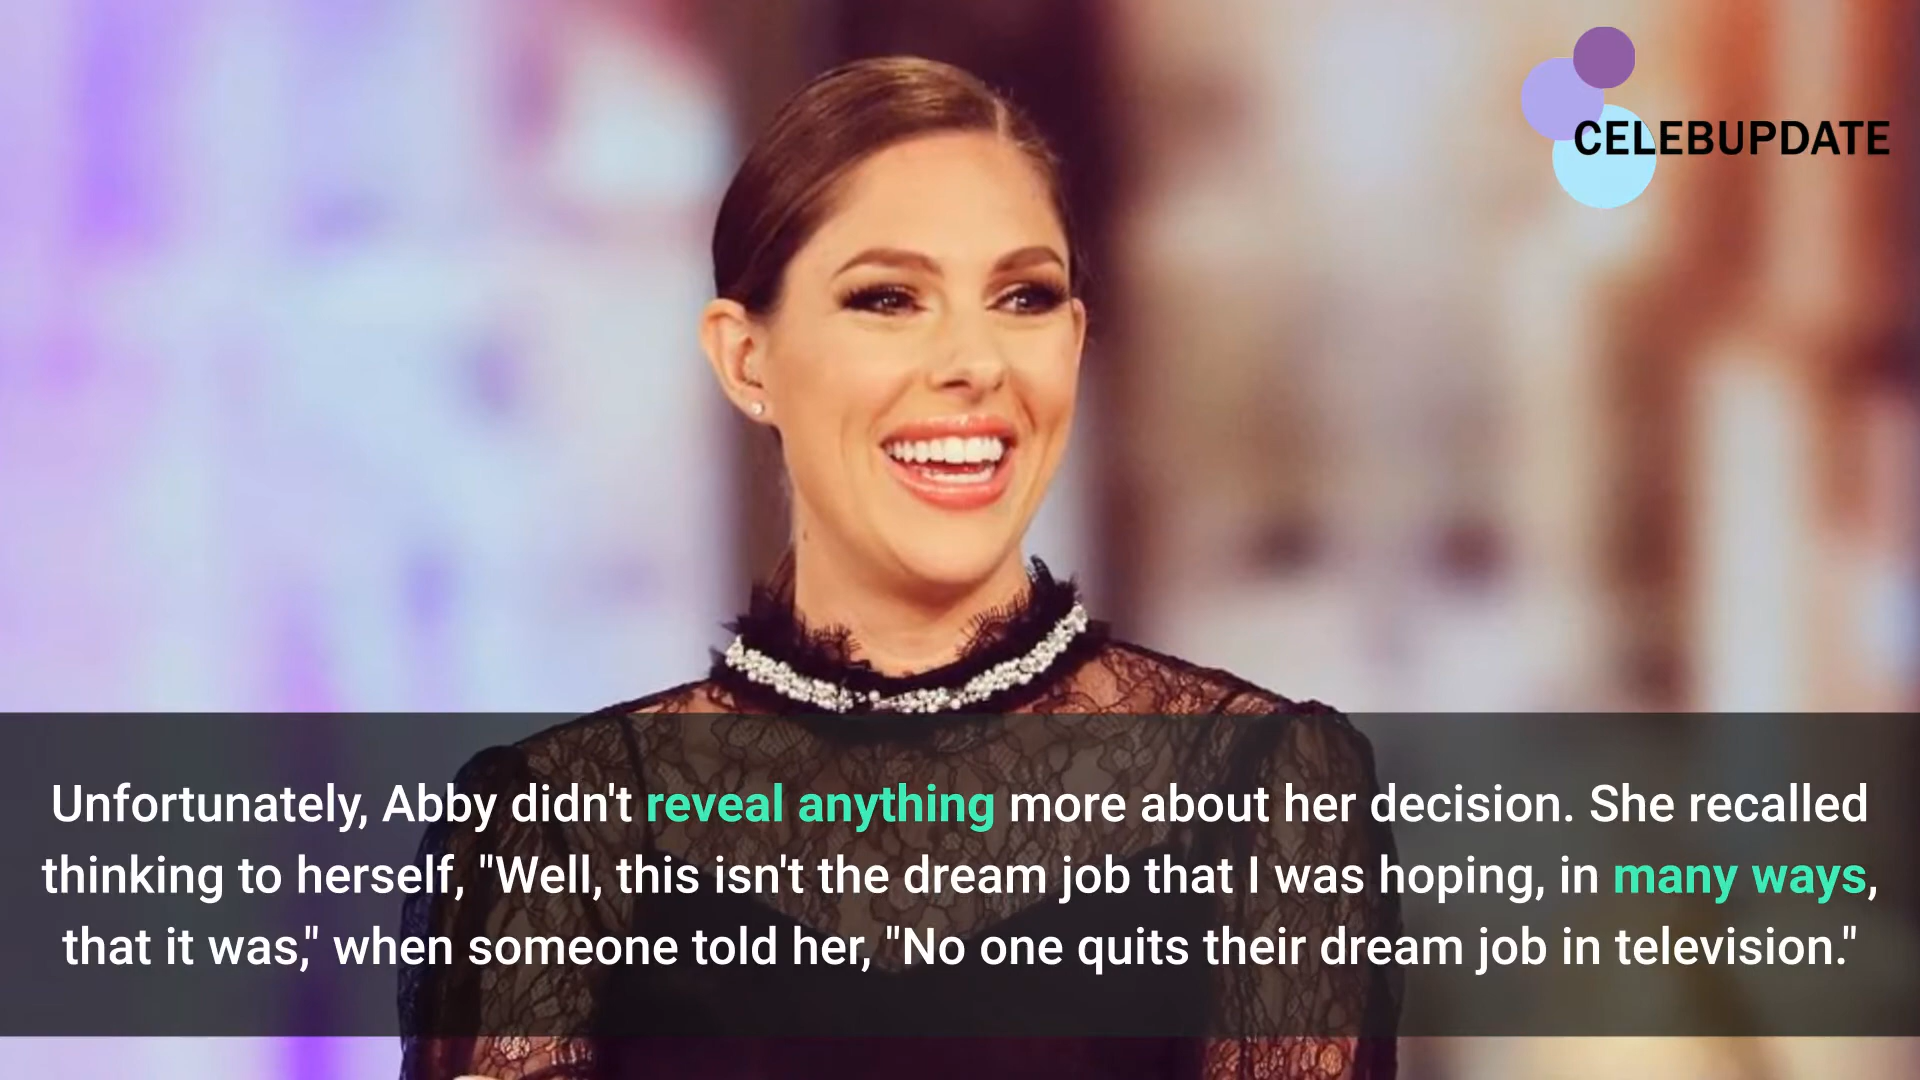 CELEBUPDATE
Unfortunately, Abby didn't reveal anything more about her decision. She recalled
thinking to herself, "Well, this isn't the dream job that I was hoping, in many ways,
that it was," when someone told her, "No one quits their dream job in television."